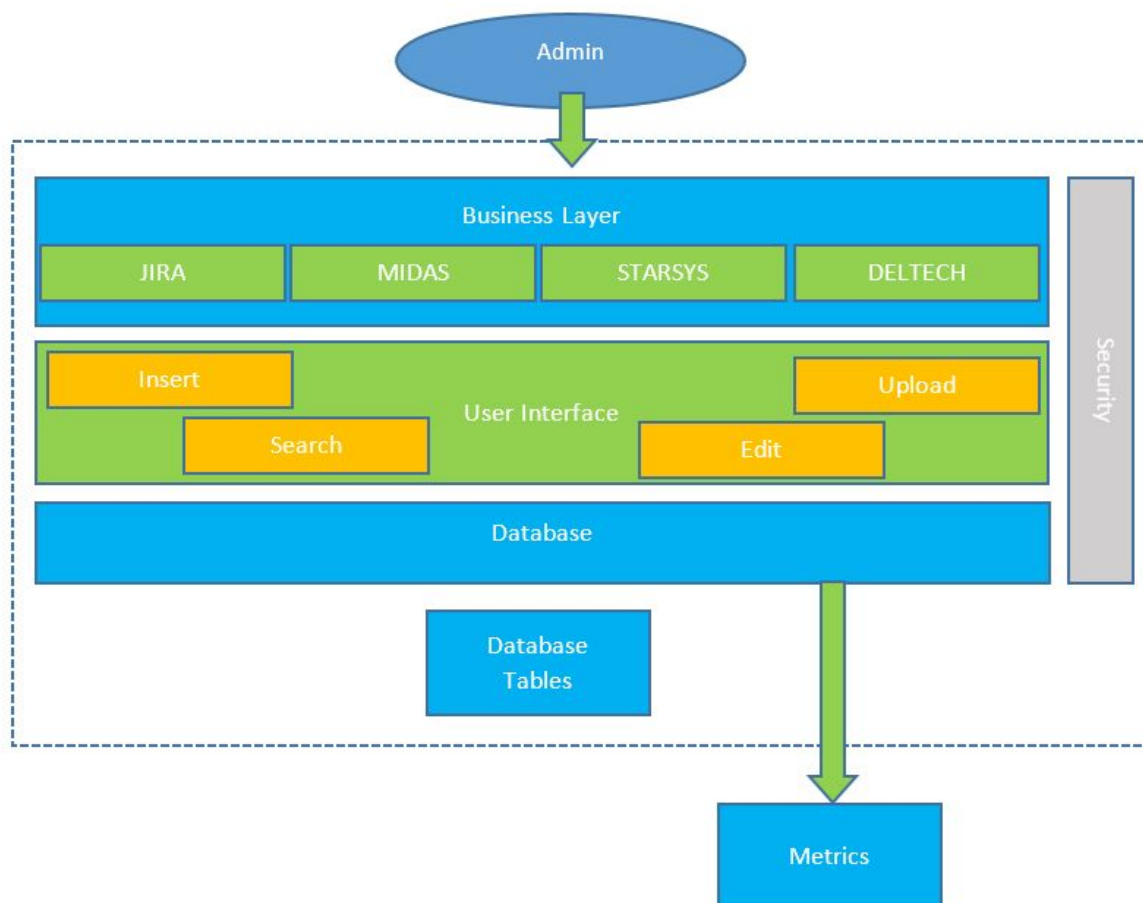 Admin
Business Layer
JIRA
MIDAS
STARSYS
DELTECH
Security
Insert
Upload
User Interface
Search
Edit
Database
Database
Tables
Metrics